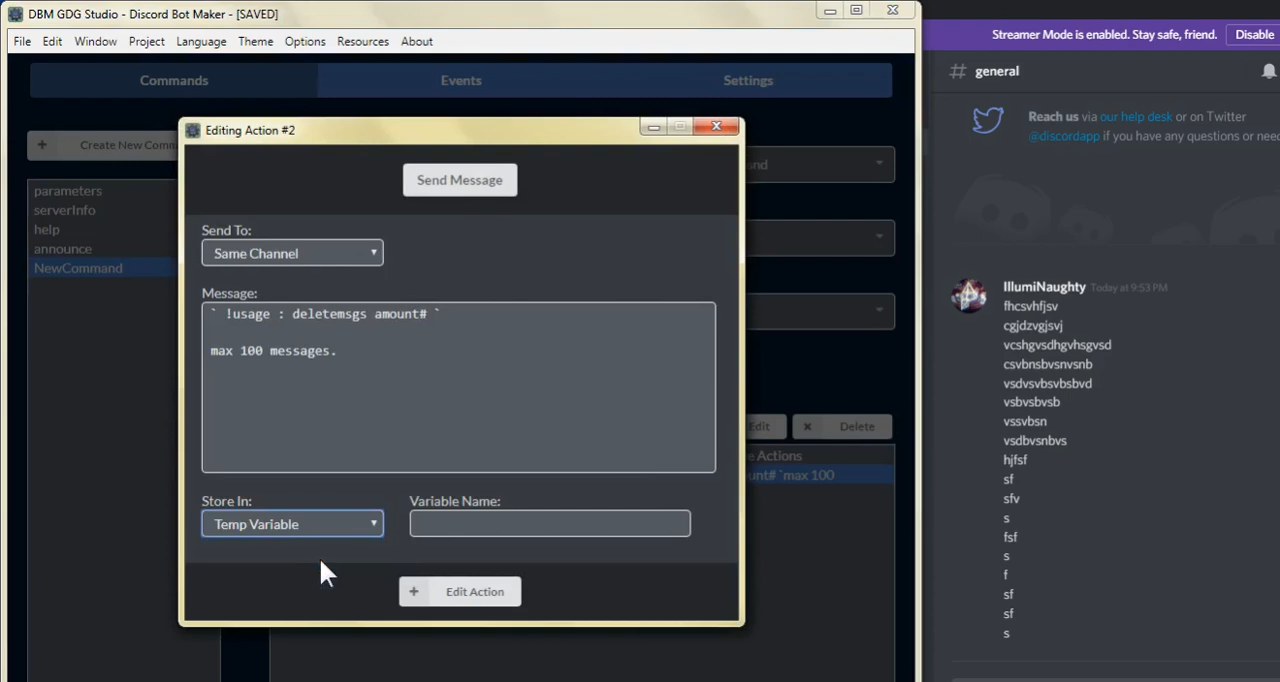 DBM GDG Studio - Discord Bot Maker - [SAVED]
File Edit Window Project Language Theme Options Resources About
Commands Events Settings
+ Create New Comma
parameters
serverInfo
help
announce
NewCommand
Editing Action #2
Send Message
Send To:
Same Channel
Message:
` !usage : deletemsgs amount# `
max 100 messages.
Store In:
Temp Variable
Variable Name:
+ Edit Action
and
Edit
× Delete
e Actions
ount# `max 100
Streamer Mode is enabled. Stay safe, friend. Disable
# general
Reach us via our help desk or on Twitter
@discordapp if you have any questions or need
IllumiNaughty Today at 9:53 PM
fhcsvhfjsv
cgjdzvgjsvj
vcshgvsdhgvhsgvsd
csvbnsbvsnvsnb
vsdvsvbsvbsbvd
vsbvsbvsb
vssvbsn
vsdbvsnbvs
hjfsf
sf
sfv
s
fsf
s
f
sf
sf
s